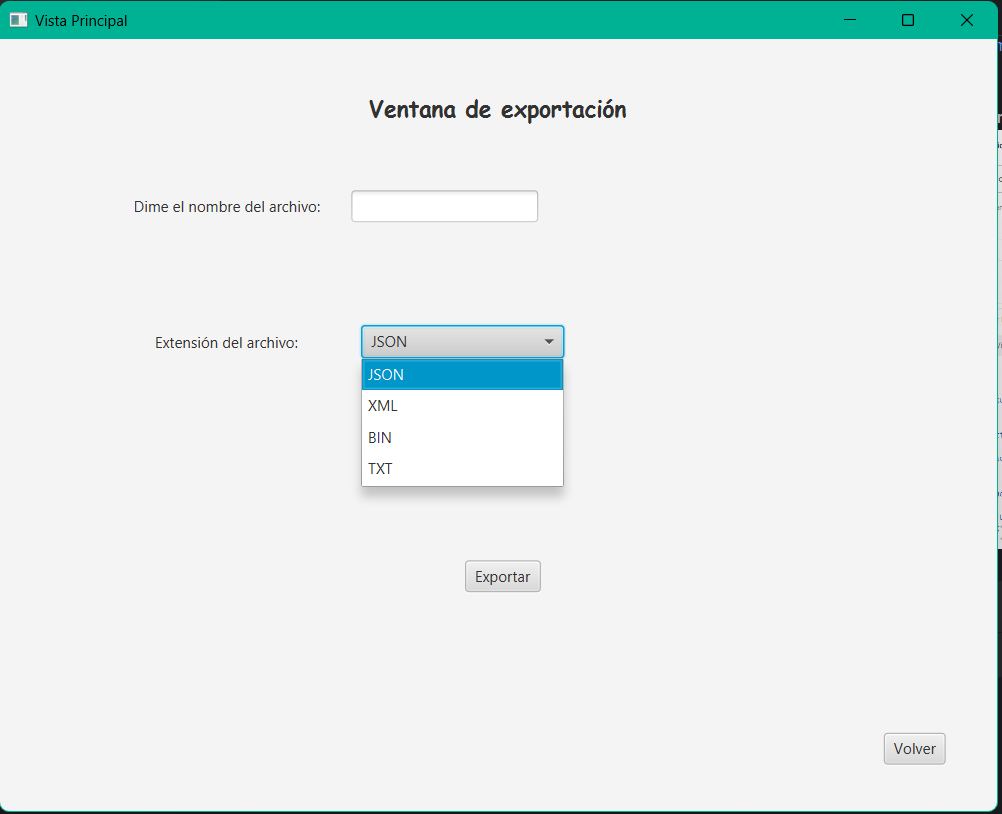 Vista Principal
Ventana de exportación
Dime el nombre del archivo:
Extensión del archivo:
JSON
JSON
XML
BIN
TXT
Exportar
Volver